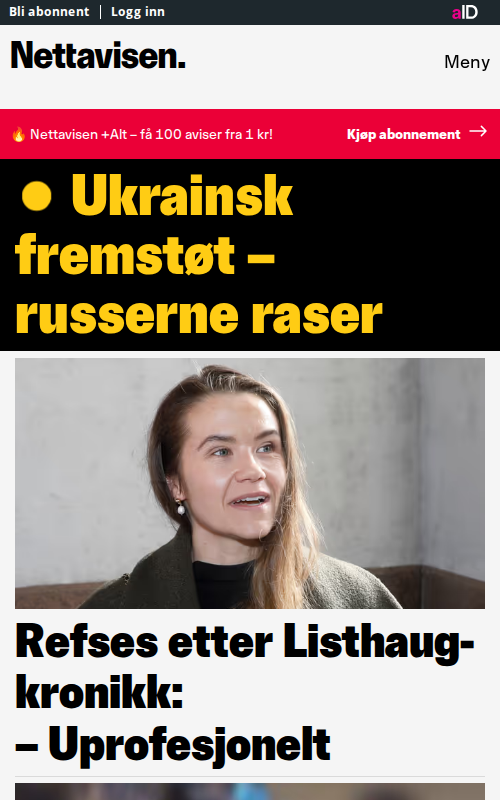 Bli abonnent | Logg inn
aID
Nettavisen.
Meny
🔥 Nettavisen +Alt – få 100 aviser fra 1 kr!
Kjøp abonnement →
Ukrainsk
fremstøt –
russerne raser
Refses etter Listhaug-
kronikk:
– Uprofesjonelt